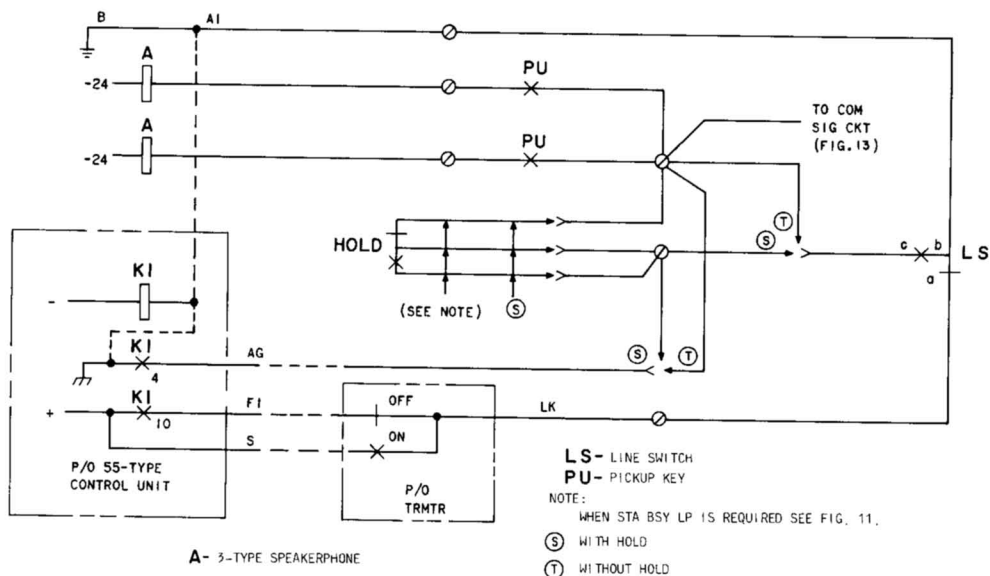 B A1
A PU
-24
A TO COM
SIG CKT
(FIG.13)
-24 PU
T
HOLD S c b LS
a
K1
- (SEE NOTE) S
K1 AG S T
4
K1 F1 OFF LK
+ 10
S ON
P/O 55-TYPE
CONTROL UNIT
P/O
TRMTR
LS- LINE SWITCH
PU- PICKUP KEY
NOTE:
WHEN STA BSY LP IS REQUIRED SEE FIG. 11.
S WITH HOLD
T WITHOUT HOLD
A- 3-TYPE SPEAKERPHONE